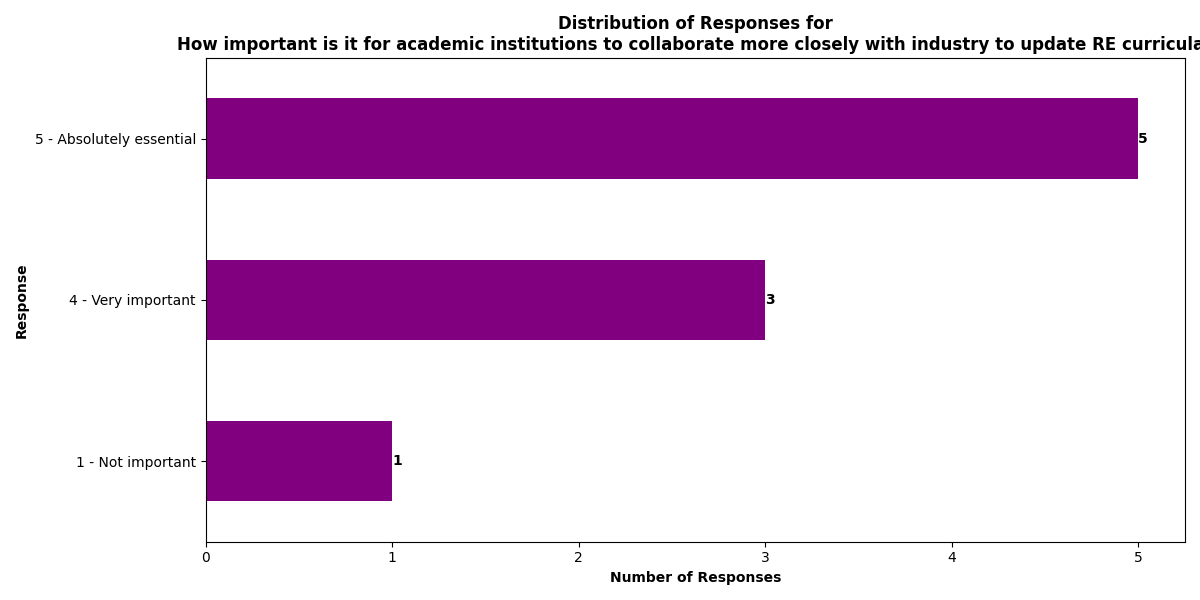 Distribution of Responses for
How important is it for academic institutions to collaborate more closely with industry to update RE curricula
5 - Absolutely essential
5
4 - Very important
3
1 - Not important
1
Response
0 1 2 3 4 5
Number of Responses